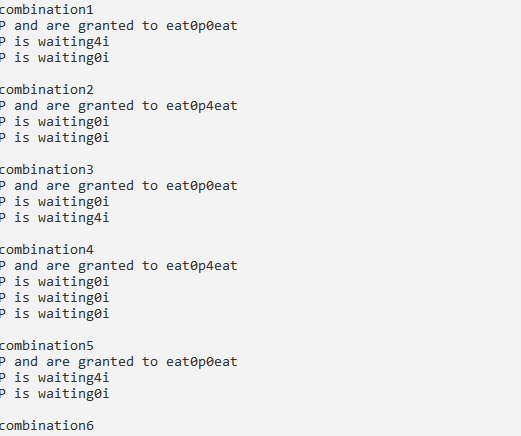 combination1
P and are granted to eat0p0eat
P is waiting4i
P is waiting0i

combination2
P and are granted to eat0p4eat
P is waiting0i
P is waiting0i

combination3
P and are granted to eat0p0eat
P is waiting0i
P is waiting4i

combination4
P and are granted to eat0p4eat
P is waiting0i
P is waiting0i
P is waiting0i

combination5
P and are granted to eat0p0eat
P is waiting4i
P is waiting0i

combination6